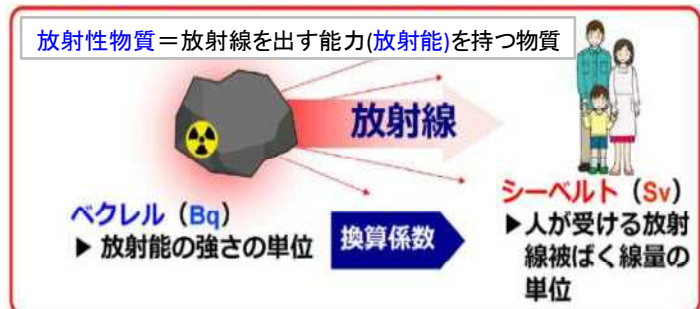 放射性物質＝放射線を出す能力(放射能)を持つ物質
放射線
ベクレル（Bq）
▶ 放射能の強さの単位
換算係数
シーベルト（Sv）
▶人が受ける放射
線被ばく線量の
単位